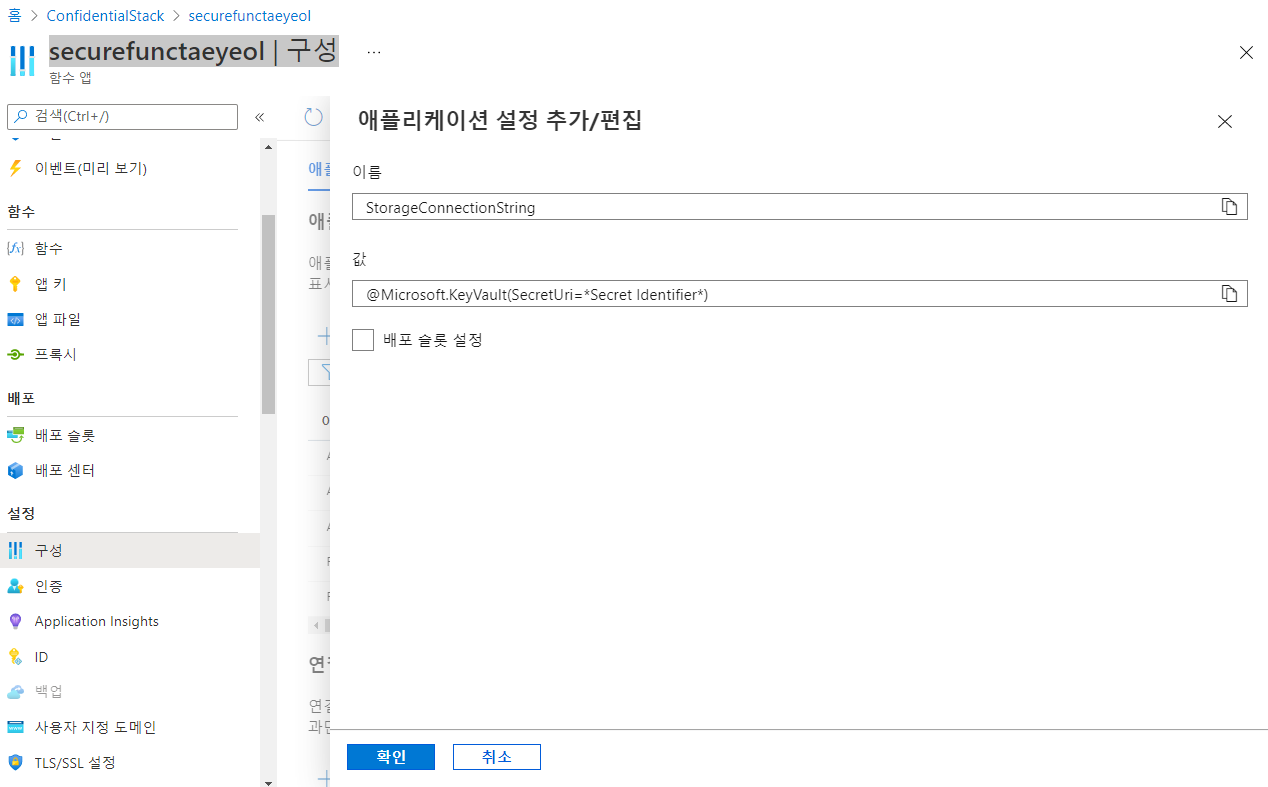 홈 > ConfidentialStack > securefunctaeyeol
securefunctaeyeol | 구성 ...
함수 앱
검색(Ctrl+/)
«
이벤트(미리 보기)
함수
함수
앱 키
앱 파일
프록시
배포
배포 슬롯
배포 센터
설정
구성
인증
Application Insights
ID
백업
사용자 지정 도메인
TLS/SSL 설정
애플리케이션 설정 추가/편집
이름
StorageConnectionString
값
@Microsoft.KeyVault(SecretUri=*Secret Identifier*)
배포 슬롯 설정
확인
취소